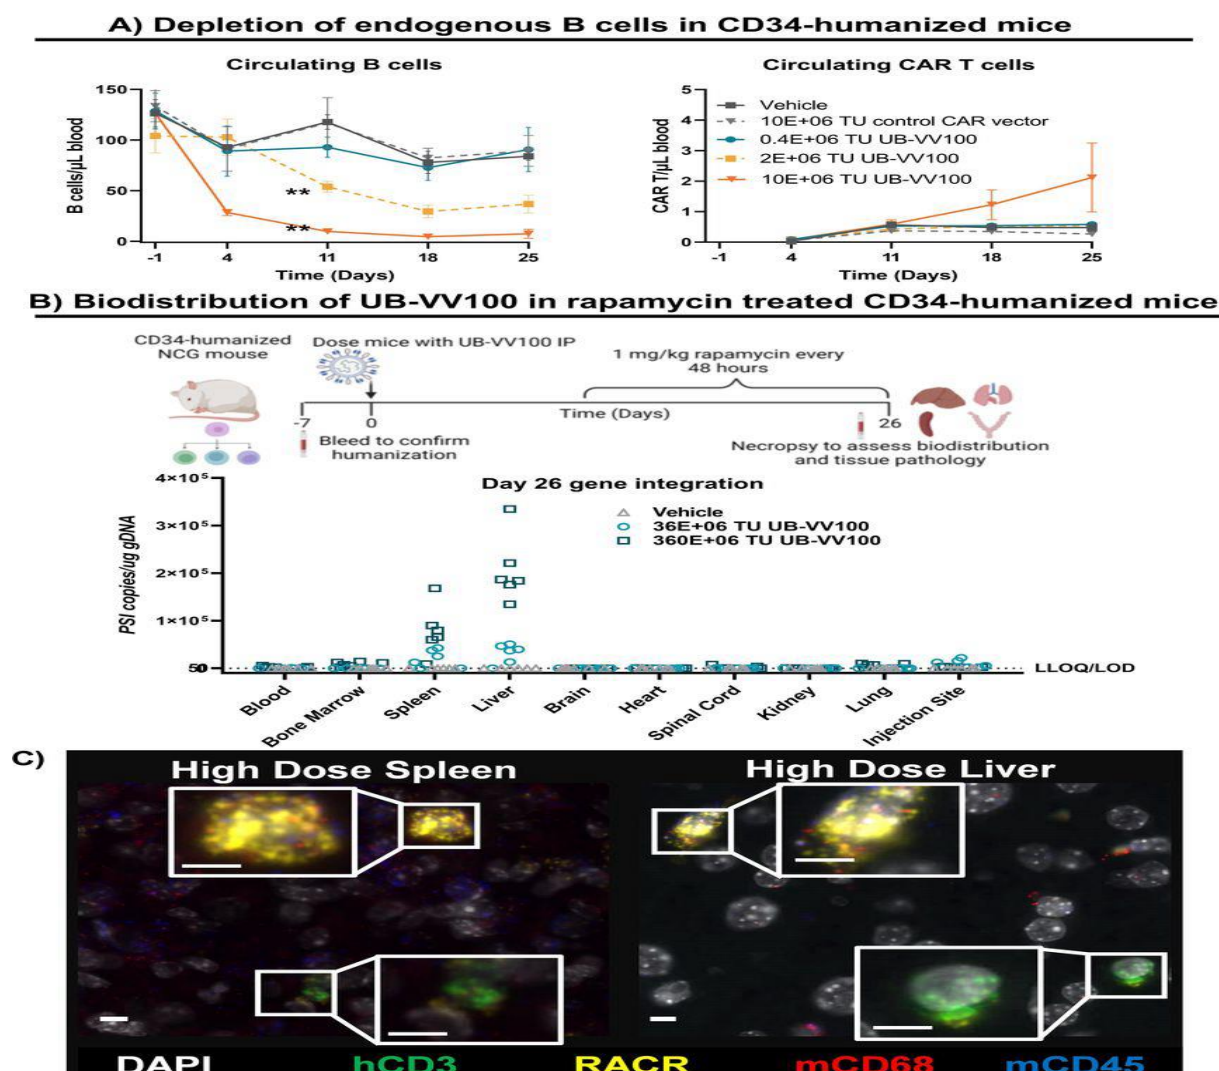 A) Depletion of endogenous B cells in CD34-humanized mice
Circulating B cells
B cells/µL blood
150
100
50
0
**
**
-1 4 11 18 25
Time (Days)
Circulating CAR T cells
CAR T/µL blood
5
4
3
2
1
0
Vehicle
10E+06 TU control CAR vector
0.4E+06 TU UB-VV100
2E+06 TU UB-VV100
10E+06 TU UB-VV100
-1 4 11 18 25
Time (Days)
B) Biodistribution of UB-VV100 in rapamycin treated CD34-humanized mice
CD34-humanized
NCG mouse
Dose mice with UB-VV100 IP
1 mg/kg rapamycin every
48 hours
-7 0 Time (Days) 26
Bleed to confirm
humanization
Necropsy to assess biodistribution
and tissue pathology
Day 26 gene integration
PSI copies/ug gDNA
4×10⁵
3×10⁵
2×10⁵
1×10⁵
50
Vehicle
36E+06 TU UB-VV100
360E+06 TU UB-VV100
LLOQ/LOD
Blood
Bone Marrow
Spleen
Liver
Brain
Heart
Spinal Cord
Kidney
Lung
Injection Site
C)
High Dose Spleen
High Dose Liver
DAPI hCD3 RACR mCD68 mCD45